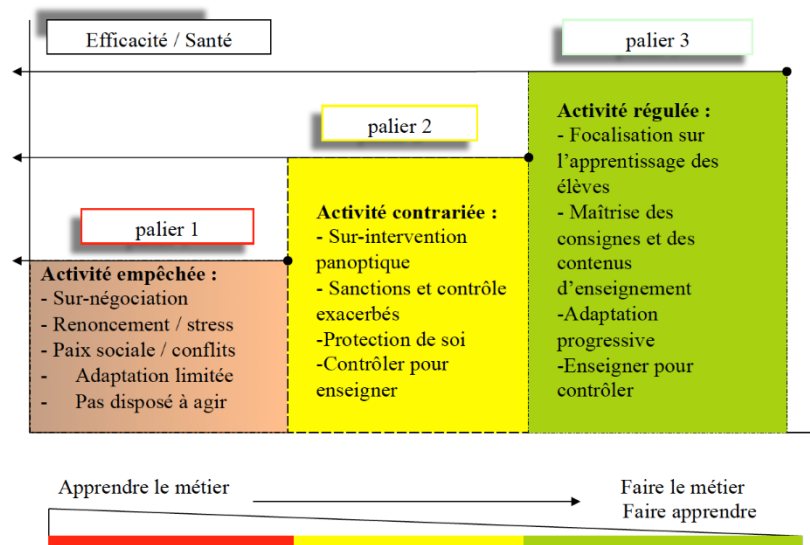 Efficacité / Santé
palier 3
palier 2
palier 1
Activité empêchée :
- Sur-négociation
- Renoncement / stress
- Paix sociale / conflits
- Adaptation limitée
- Pas disposé à agir
Activité contrariée :
- Sur-intervention
panoptique
- Sanctions et contrôle
exacerbés
-Protection de soi
-Contrôler pour
enseigner
Activité régulée :
- Focalisation sur
l’apprentissage des
élèves
- Maîtrise des
consignes et des
contenus
d’enseignement
-Adaptation
progressive
-Enseigner pour
contrôler
Apprendre le métier
Faire le métier
Faire apprendre